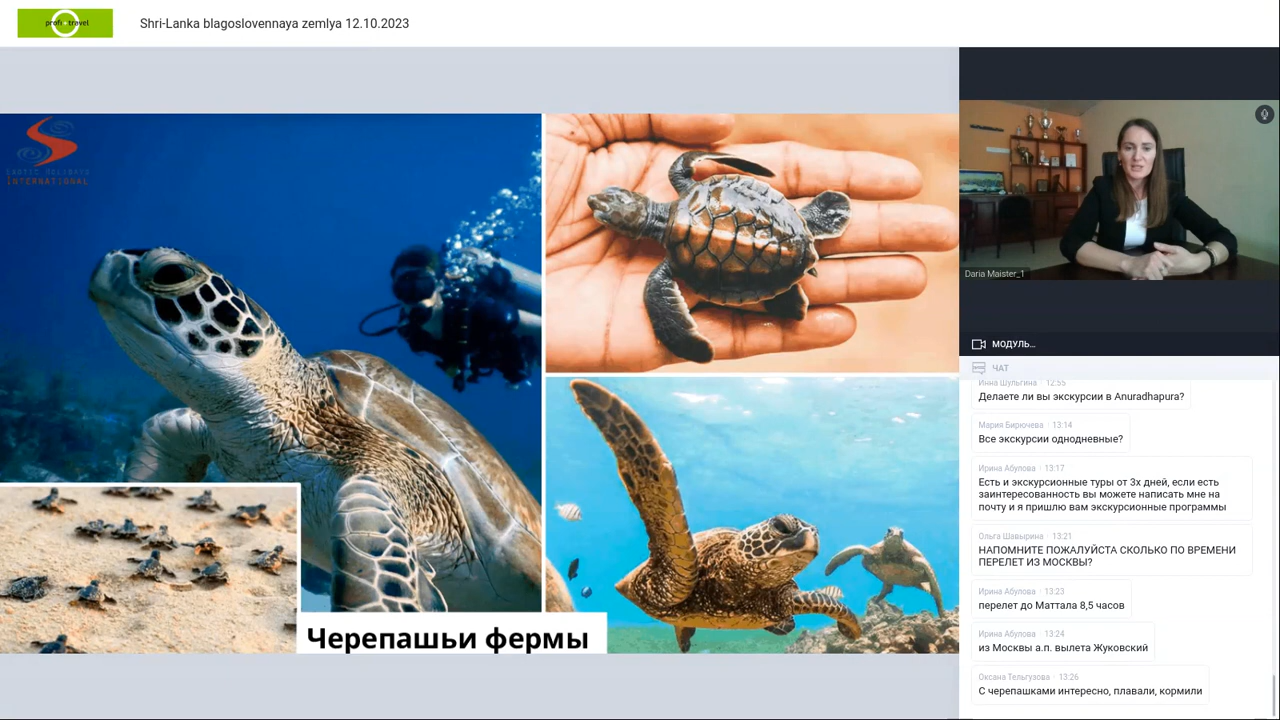 profi travel
Shri-Lanka blagoslovennaya zemlya 12.10.2023
EXOTIC HOLIDAYS
INTERNATIONAL
Черепашьи фермы
Daria Maister_1
МОДУЛЬ...
ЧАТ
Инна Шульгина · 12:55
Делаете ли вы экскурсии в Anuradhapura?
Мария Бирючева · 13:14
Все экскурсии однодневные?
Ирина Абулова · 13:17
Есть и экскурсионные туры от 3х дней, если есть
заинтересованность вы можете написать мне на
почту и я пришлю вам экскурсионные программы
Ольга Шавырина · 13:21
НАПОМНИТЕ ПОЖАЛУЙСТА СКОЛЬКО ПО ВРЕМЕНИ
ПЕРЕЛЕТ ИЗ МОСКВЫ?
Ирина Абулова · 13:23
перелет до Маттала 8,5 часов
Ирина Абулова · 13:24
из Москвы а.п. вылета Жуковский
Оксана Тельгузова · 13:26
С черепашками интересно, плавали, кормили